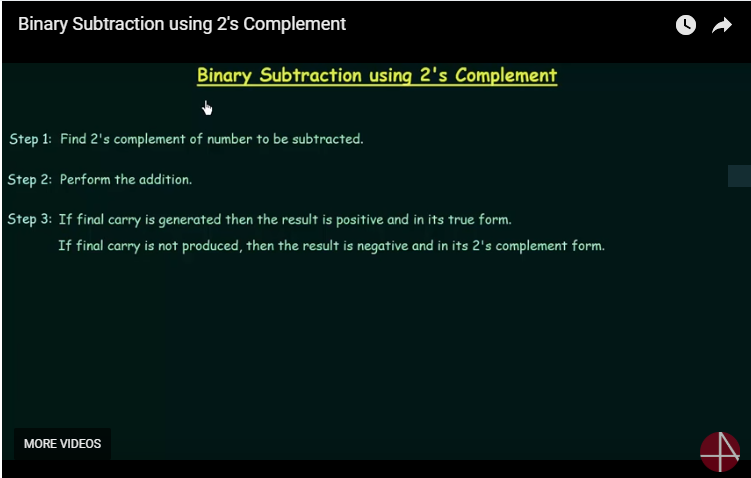 Binary Subtraction using 2's Complement
Binary Subtraction using 2's Complement
Step 1: Find 2's complement of number to be subtracted.
Step 2: Perform the addition.
Step 3: If final carry is generated then the result is positive and in its true form.
If final carry is not produced, then the result is negative and in its 2's complement form.
MORE VIDEOS